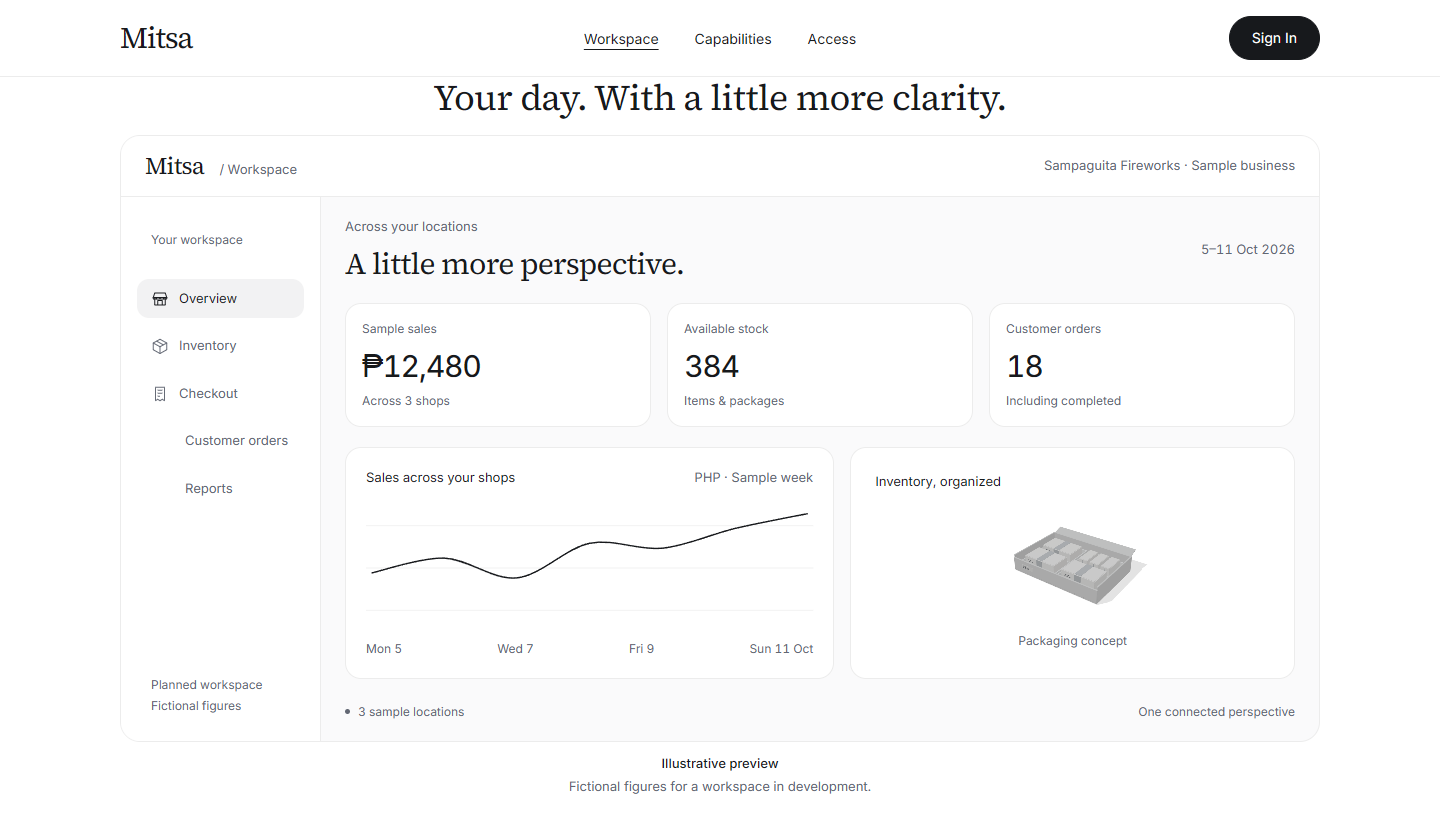 Mitsa
Workspace
Capabilities
Access
Sign In
Your day. With a little more clarity.
Mitsa
/ Workspace
Sampaguita Fireworks · Sample business
Your workspace
Overview
Inventory
Checkout
Customer orders
Reports
Planned workspace
Fictional figures
Across your locations
A little more perspective.
5–11 Oct 2026
Sample sales
₱12,480
Across 3 shops
Available stock
384
Items & packages
Customer orders
18
Including completed
Sales across your shops
PHP · Sample week
Mon 5
Wed 7
Fri 9
Sun 11 Oct
Inventory, organized
Packaging concept
3 sample locations
One connected perspective
Illustrative preview
Fictional figures for a workspace in development.